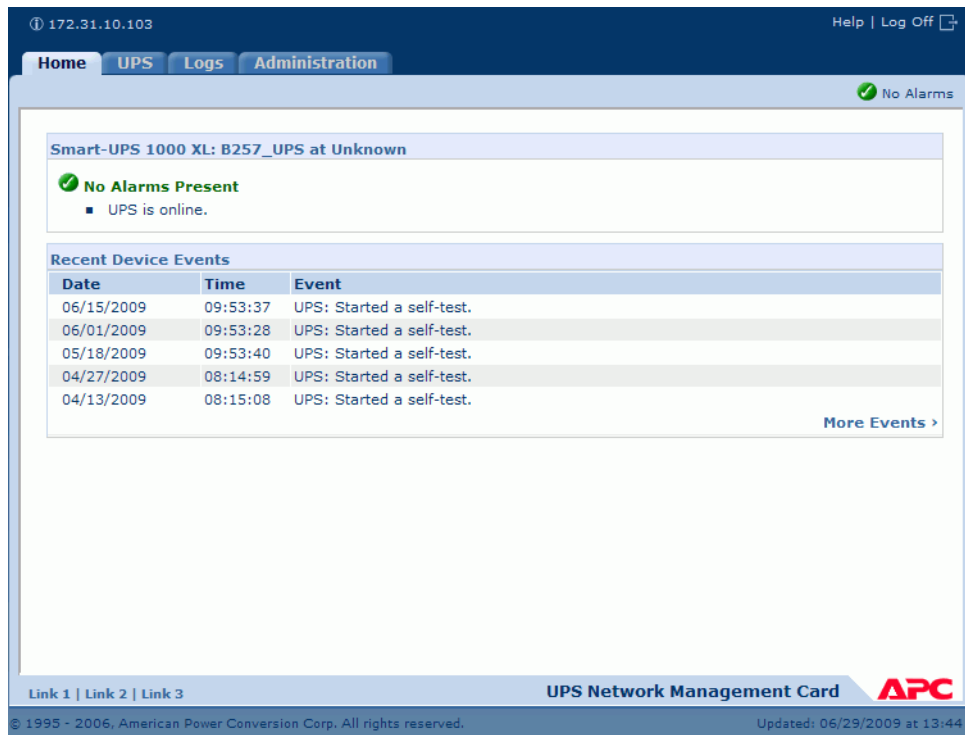 172.31.10.103 Help | Log Off
Home UPS Logs Administration
No Alarms
Smart-UPS 1000 XL: B257_UPS at Unknown
No Alarms Present
UPS is online.
Recent Device Events
Date Time Event
06/15/2009 09:53:37 UPS: Started a self-test.
06/01/2009 09:53:28 UPS: Started a self-test.
05/18/2009 09:53:40 UPS: Started a self-test.
04/27/2009 08:14:59 UPS: Started a self-test.
04/13/2009 08:15:08 UPS: Started a self-test.
More Events ›
Link 1 | Link 2 | Link 3 UPS Network Management Card APC
© 1995 - 2006, American Power Conversion Corp. All rights reserved. Updated: 06/29/2009 at 13:44